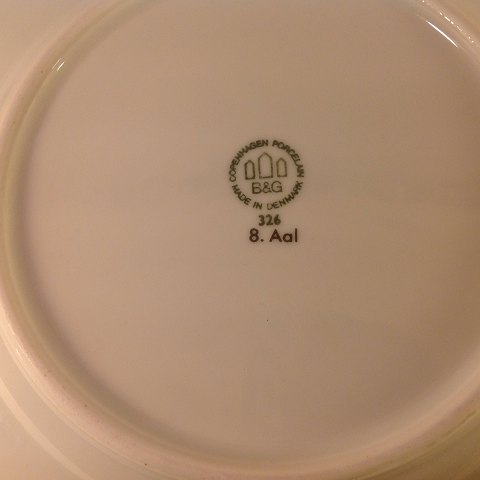 COPENHAGEN PORCELAIN
B&G
MADE IN DENMARK
326
8. Aal